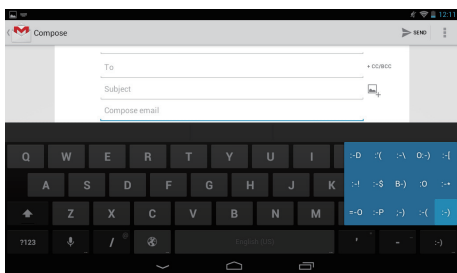 12:11
Compose
SEND
To
+ CC/BCC
Subject
Compose email
Q W E R T Y U I :-D :'( :-\ O:-) :-[
A S D F G H J K :-! :-$ B-) :O :-*
Z X C V B N M =-O :-P ;-) :-( :-)
?123 / @ English (US) ' - :-)